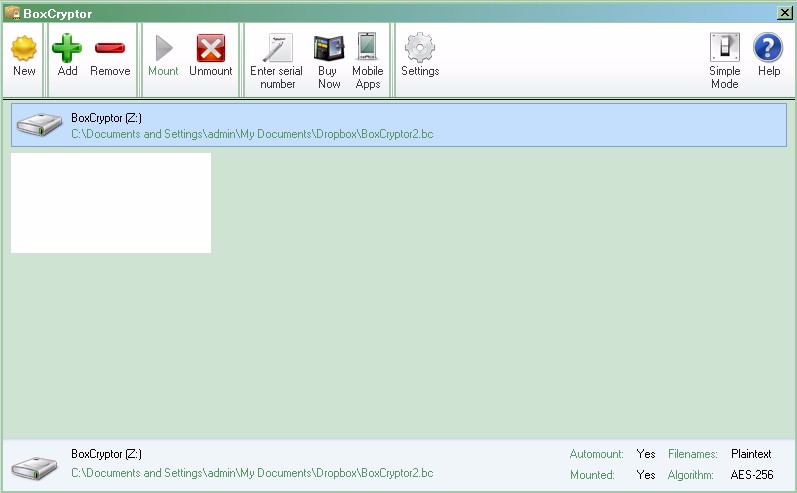 BoxCryptor
New
Add
Remove
Mount
Unmount
Enter serial
number
Buy
Now
Mobile
Apps
Settings
Simple
Mode
Help
BoxCryptor (Z:)
C:\Documents and Settings\admin\My Documents\Dropbox\BoxCryptor2.bc
BoxCryptor (Z:)
C:\Documents and Settings\admin\My Documents\Dropbox\BoxCryptor2.bc
Automount: Yes Filenames: Plaintext
Mounted: Yes Algorithm: AES-256